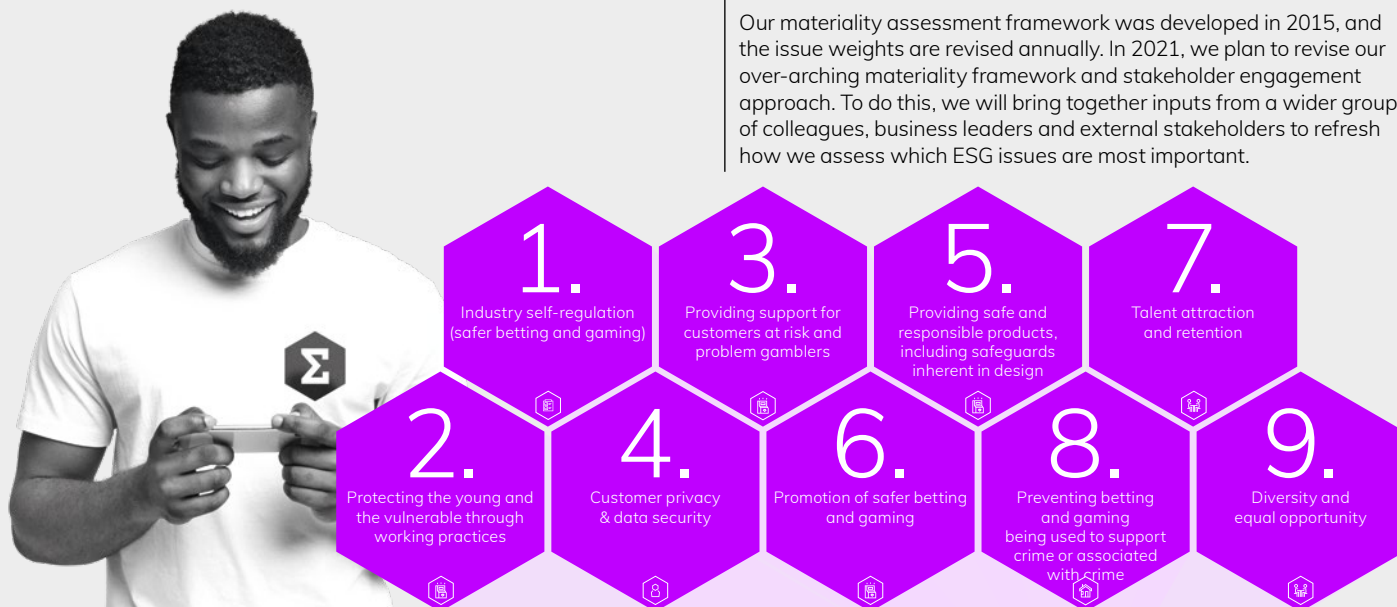 Our materiality assessment framework was developed in 2015, and
the issue weights are revised annually. In 2021, we plan to revise our
over-arching materiality framework and stakeholder engagement
approach. To do this, we will bring together inputs from a wider group
of colleagues, business leaders and external stakeholders to refresh
how we assess which ESG issues are most important.
1.
Industry self-regulation
(safer betting and gaming)
2.
Protecting the young and
the vulnerable through
working practices
3.
Providing support for
customers at risk and
problem gamblers
4.
Customer privacy
& data security
5.
Providing safe and
responsible products,
including safeguards
inherent in design
6.
Promotion of safer betting
and gaming
7.
Talent attraction
and retention
8.
Preventing betting
and gaming
being used to support
crime or associated
with crime
9.
Diversity and
equal opportunity
Σ